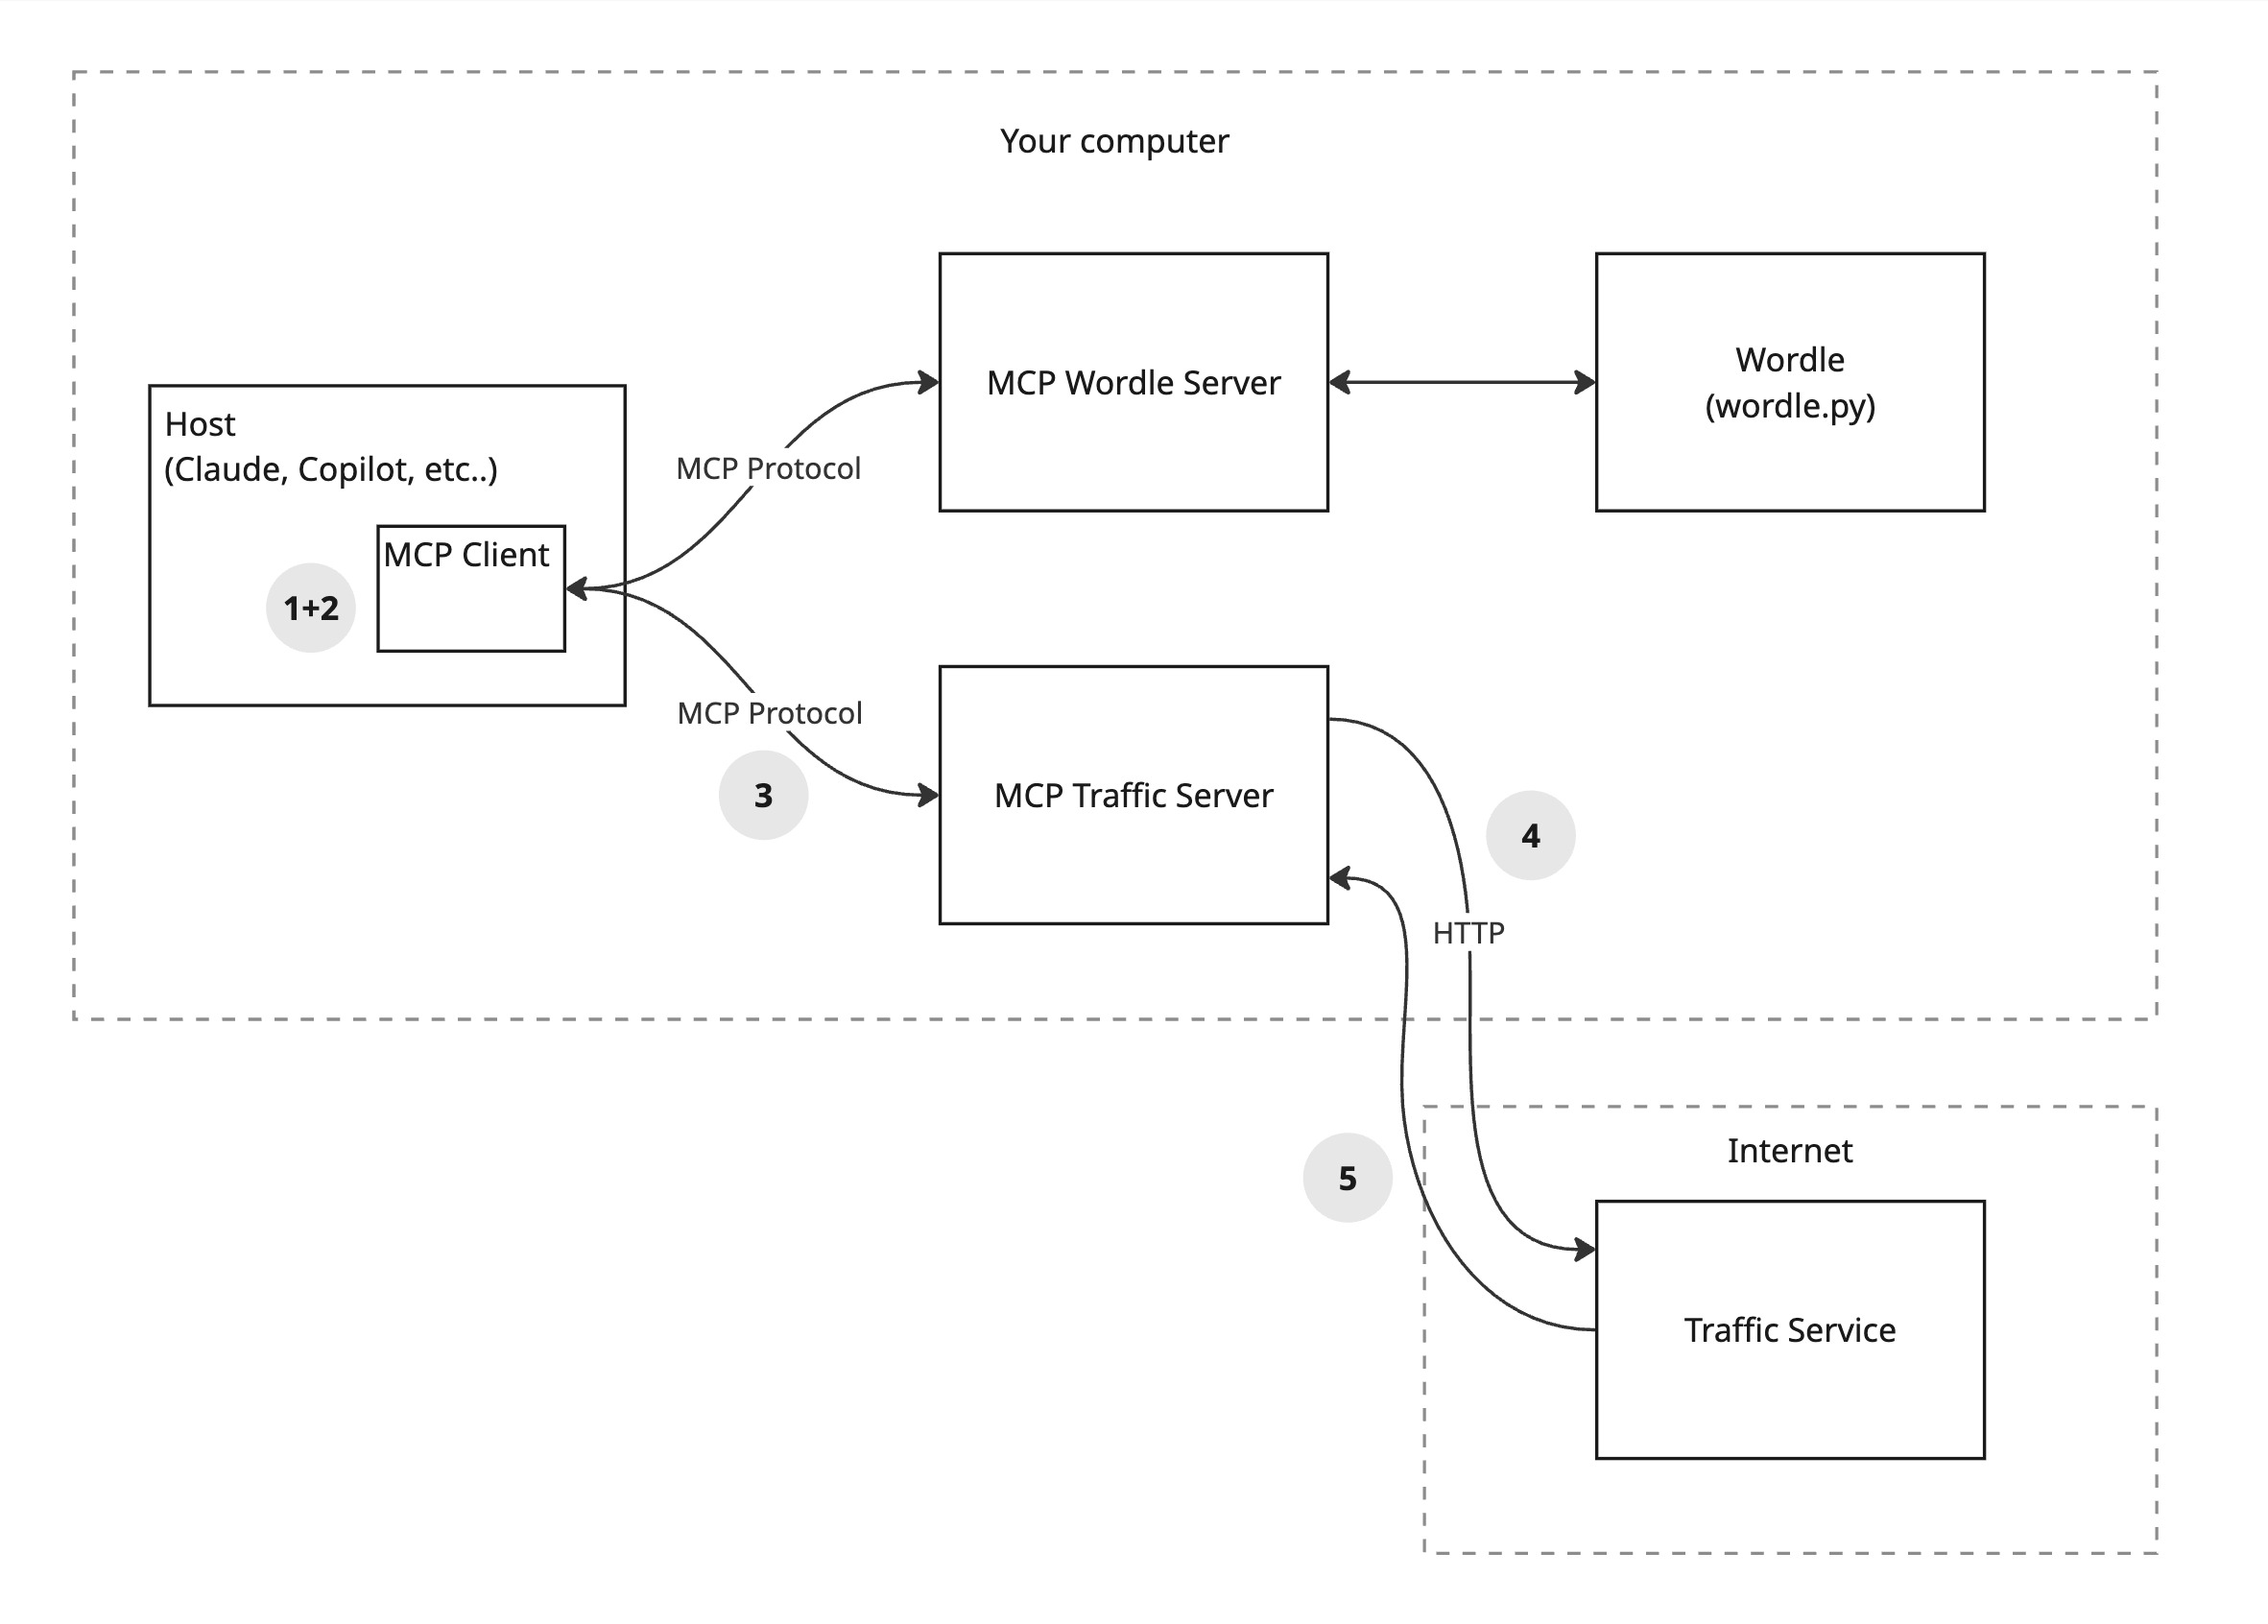 Your computer
Host
(Claude, Copilot, etc..)
MCP Client
1+2
MCP Protocol
MCP Wordle Server
Wordle
(wordle.py)
MCP Protocol
3
MCP Traffic Server
4
HTTP
5
Internet
Traffic Service